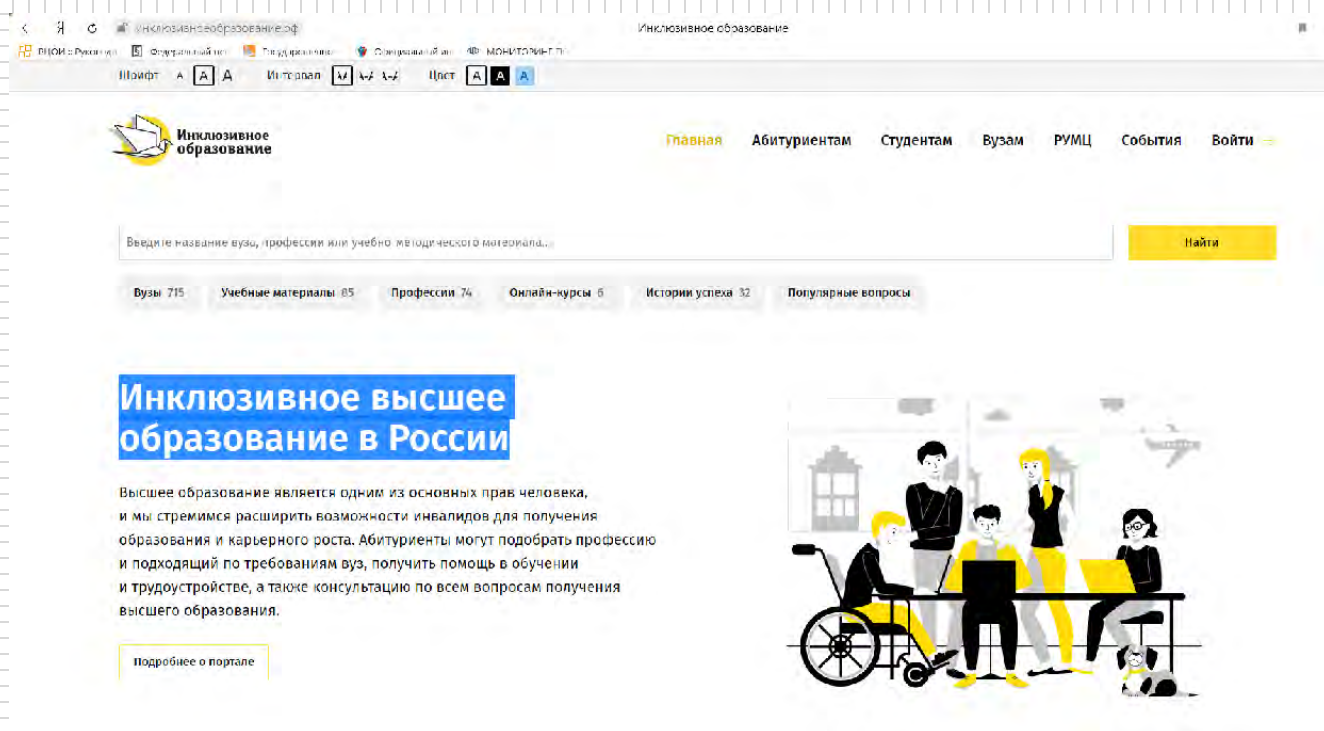 Я инклюзивноеобразование.рф Инклюзивное образование
МОНИТОРИНГ
Шрифт А А А Интервал Цвет А А А
Инклюзивное
образование
Главная Абитуриентам Студентам Вузам РУМЦ События Войти →
Введите название вуза, профессии или учебно-методического материала...
Найти
Вузы 715 Учебные материалы 85 Профессии 74 Онлайн-курсы 6 Истории успеха 32 Популярные вопросы
Инклюзивное высшее
образование в России
Высшее образование является одним из основных прав человека,
и мы стремимся расширить возможности инвалидов для получения
образования и карьерного роста. Абитуриенты могут подобрать профессию
и подходящий по требованиям вуз, получить помощь в обучении
и трудоустройстве, а также консультацию по всем вопросам получения
высшего образования.
Подробнее о портале